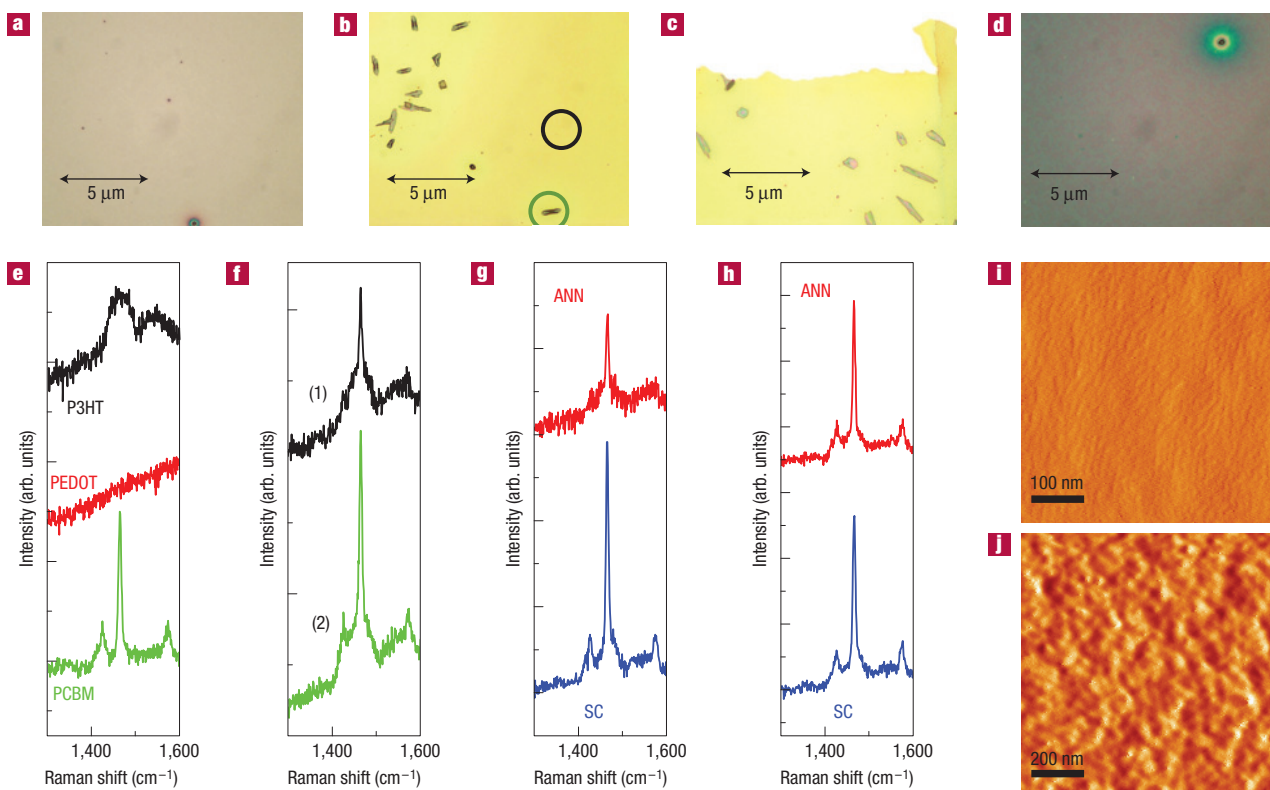 a
b
c
d
5 μm
5 μm
5 μm
5 μm
e
f
g
h
i
j
P3HT
PEDOT
PCBM
Intensity (arb. units)
1,400
1,600
Raman shift (cm⁻¹)
(1)
(2)
Intensity (arb. units)
1,400
1,600
Raman shift (cm⁻¹)
ANN
SC
Intensity (arb. units)
1,400
1,600
Raman shift (cm⁻¹)
ANN
SC
Intensity (arb. units)
1,400
1,600
Raman shift (cm⁻¹)
100 nm
200 nm